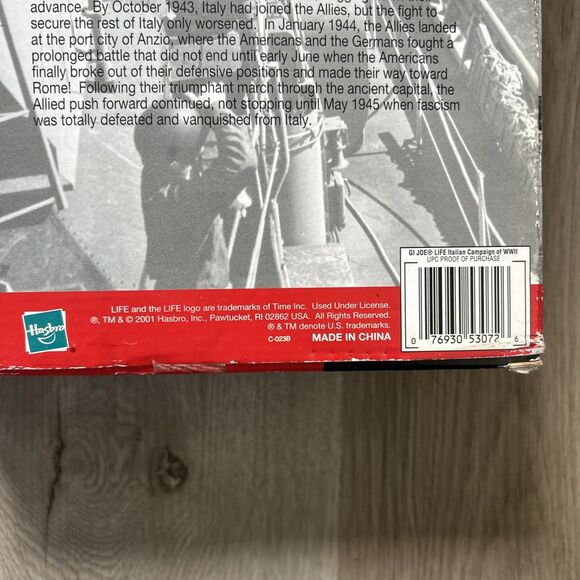 advance. By October 1943, Italy had joined the Allies, but the fight to
secure the rest of Italy only worsened. In January 1944, the Allies landed
at the port city of Anzio, where the Americans and the Germans fought a
prolonged battle that did not end until early June when the Americans
finally broke out of their defensive positions and made their way toward
Rome! Following their triumphant march through the ancient capital, the
Allied push forward continued, not stopping until May 1945 when fascism
was totally defeated and vanquished from Italy.
GI JOE® LIFE Italian Campaign of WWII
UPC PROOF OF PURCHASE
0 76930 53072 6
LIFE and the LIFE logo are trademarks of Time Inc. Used Under License.
®, TM & © 2001 Hasbro, Inc., Pawtucket, RI 02862 USA. All Rights Reserved.
® & TM denote U.S. trademarks.
C-023B MADE IN CHINA
Hasbro ®